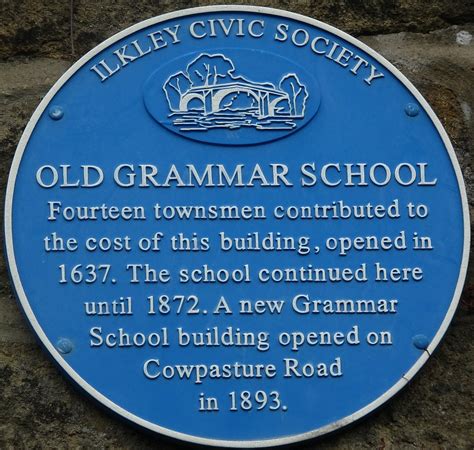 ILKLEY CIVIC SOCIETY
OLD GRAMMAR SCHOOL
Fourteen townsmen contributed to
the cost of this building, opened in
1637. The school continued here
until 1872. A new Grammar
School building opened on
Cowpasture Road
in 1893.